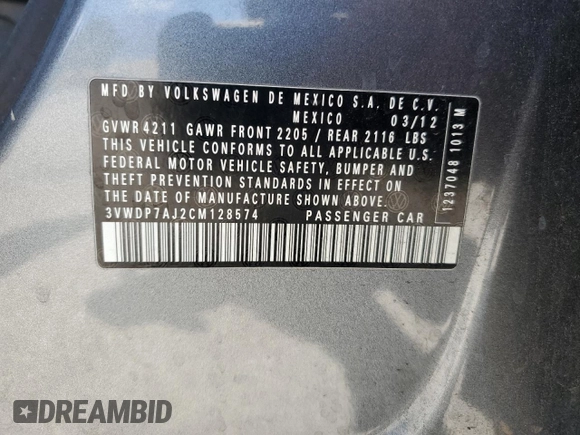 MFD BY VOLKSWAGEN DE MEXICO S.A. DE C.V.
MEXICO 03/12
GVWR 4211 GAWR FRONT 2205 / REAR 2116 LBS
THIS VEHICLE CONFORMS TO ALL APPLICABLE U.S.
FEDERAL MOTOR VEHICLE SAFETY, BUMPER AND
THEFT PREVENTION STANDARDS IN EFFECT ON
THE DATE OF MANUFACTURE SHOWN ABOVE.
3VWDP7AJ2CM128574 PASSENGER CAR
1237048 1013 M
DREAMBID